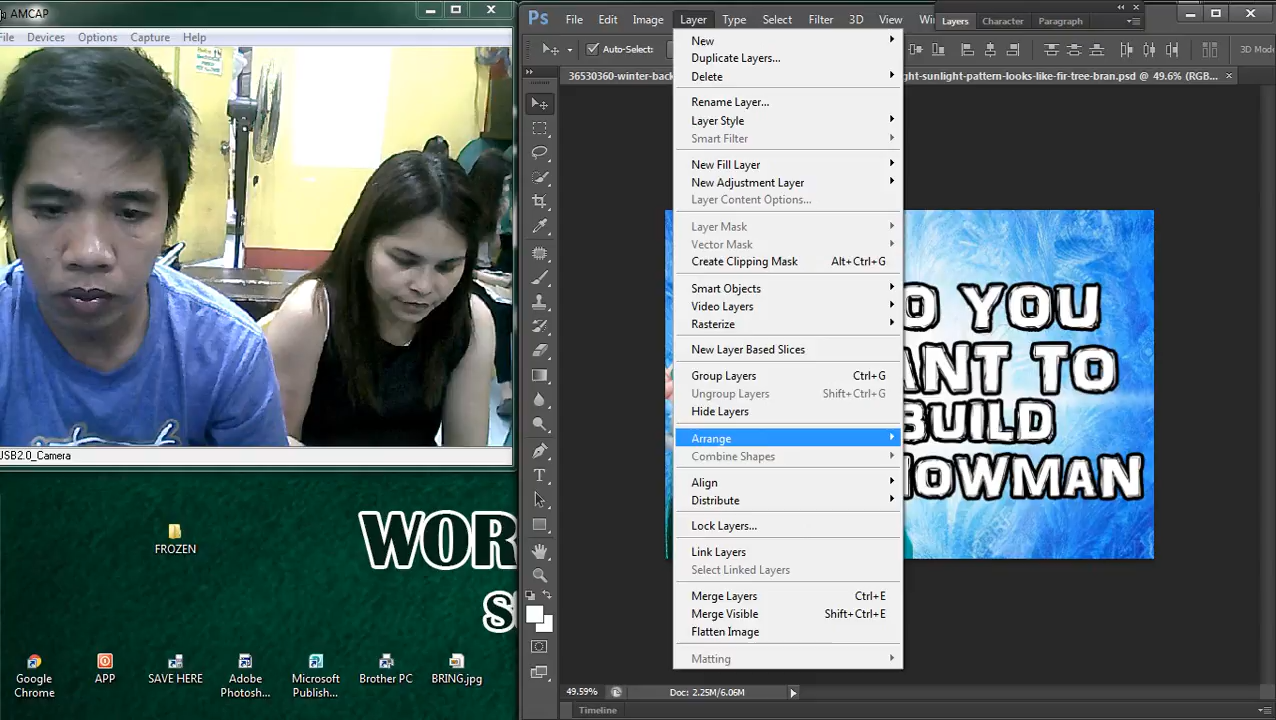 AMCAP
File Devices Options Capture Help
USB2.0_Camera
WOR
S
FROZEN
Google Chrome
APP
SAVE HERE
Adobe Photosh...
Microsoft Publish...
Brother PC
BRING.jpg
Ps File Edit Image Layer Type Select Filter 3D View
Layers Character Paragraph
Auto-Select:
3D Mod
36530360-winter-back
ght-sunlight-pattern-looks-like-fir-tree-bran.psd @ 49.6% (RGB...
New
Duplicate Layers...
Delete
Rename Layer...
Layer Style
Smart Filter
New Fill Layer
New Adjustment Layer
Layer Content Options...
Layer Mask
Vector Mask
Create Clipping Mask Alt+Ctrl+G
Smart Objects
Video Layers
Rasterize
New Layer Based Slices
Group Layers Ctrl+G
Ungroup Layers Shift+Ctrl+G
Hide Layers
Arrange
Combine Shapes
Align
Distribute
Lock Layers...
Link Layers
Select Linked Layers
Merge Layers Ctrl+E
Merge Visible Shift+Ctrl+E
Flatten Image
Matting
O YOU
ANT TO
BUILD
NOWMAN
49.59%
Doc: 2.25M/6.06M
Timeline